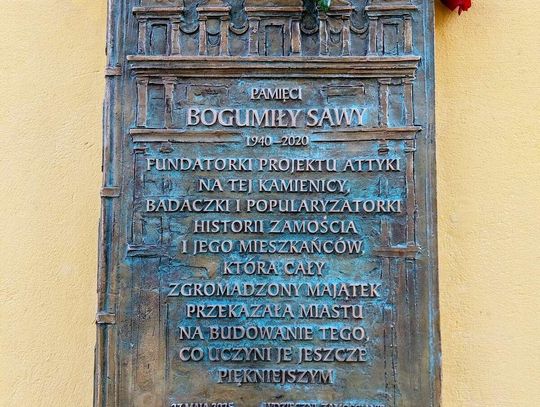 PAMIĘCI
BOGUMIŁY SAWY
1940–2020
FUNDATORKI PROJEKTU ATTYKI
NA TEJ KAMIENICY,
BADACZKI I POPULARYZATORKI
HISTORII ZAMOŚCIA
I JEGO MIESZKAŃCÓW,
KTÓRA CAŁY
ZGROMADZONY MAJĄTEK
PRZEKAZAŁA MIASTU
NA BUDOWANIE TEGO,
CO UCZYNI JE JESZCZE
PIĘKNIEJSZYM